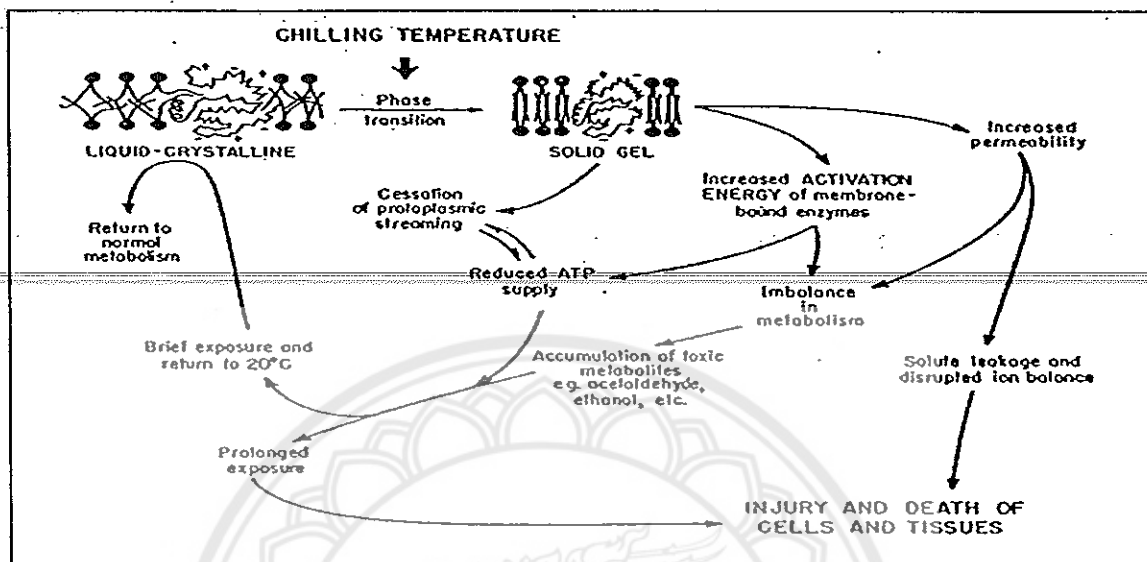 CHILLING TEMPERATURE
Phase
transition
LIQUID-CRYSTALLINE
SOLID GEL
Increased
permeability
Increased ACTIVATION
ENERGY of membrane-
bound enzymes
Cessation
of protoplasmic
streaming
Return to
normal
metabolism
Reduced ATP
supply
Imbalance
in
metabolism
Brief exposure and
return to 20°C
Accumulation of toxic
metabolites
e.g. acetaldehyde,
ethanol, etc.
Solute leakage and
disrupted ion balance
Prolonged
exposure
INJURY AND DEATH OF
CELLS AND TISSUES